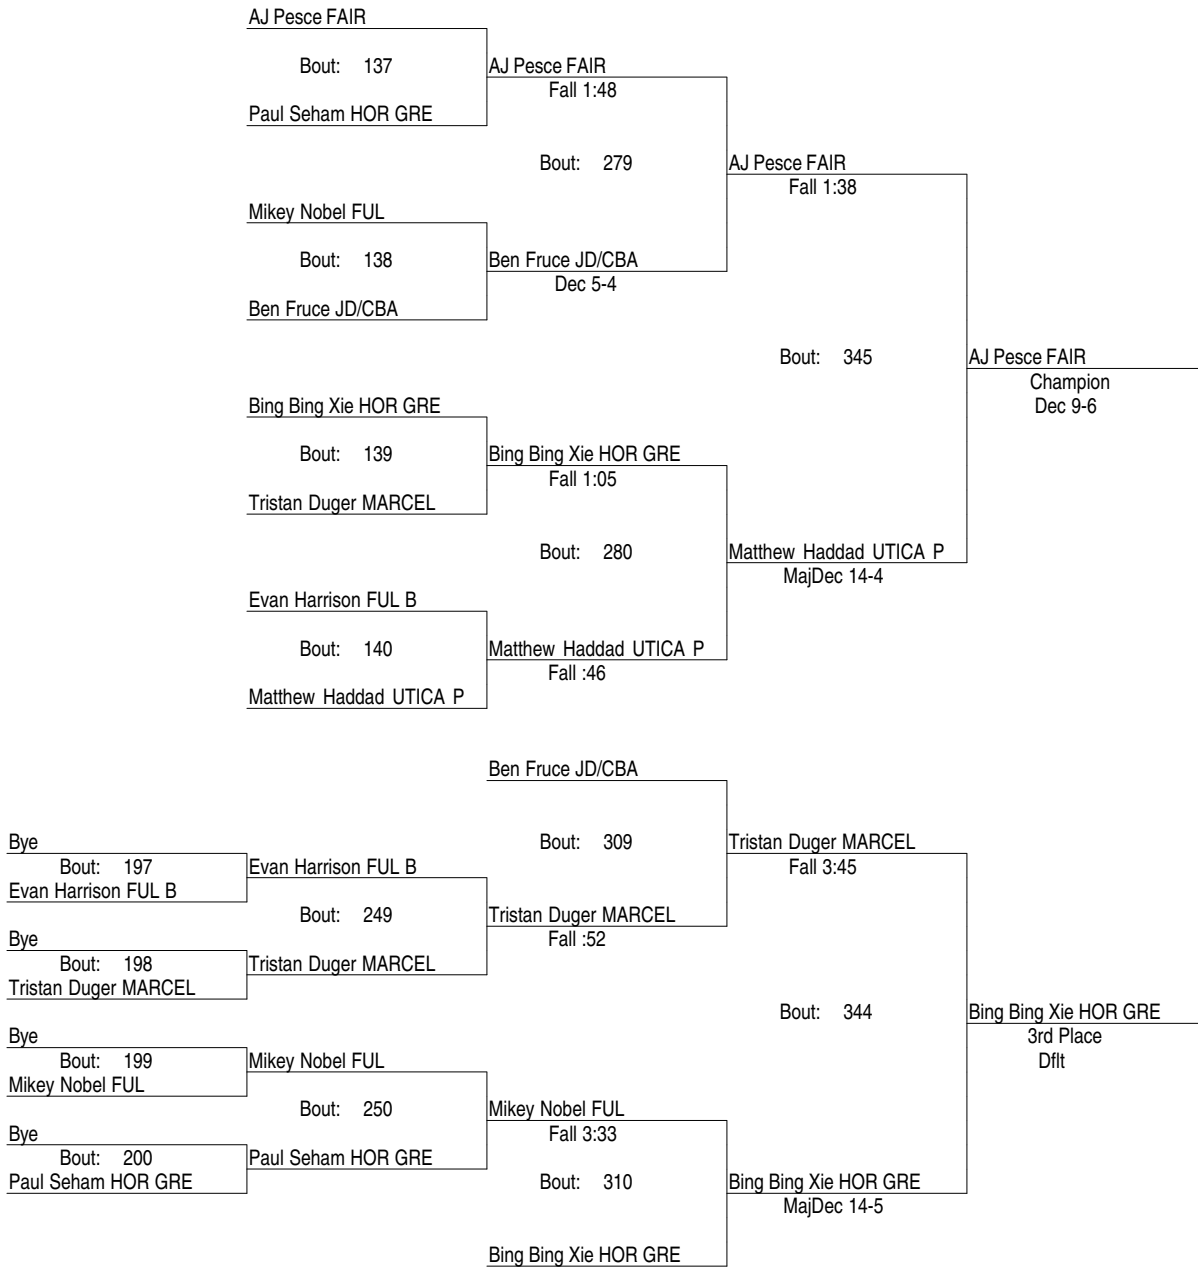 AJ Pesce FAIR
Bout: 137
AJ Pesce FAIR
Fall 1:48
Paul Seham HOR GRE
Bout: 279
AJ Pesce FAIR
Fall 1:38
Mikey Nobel FUL
Bout: 138
Ben Fruce JD/CBA
Dec 5-4
Ben Fruce JD/CBA
Bout: 345
AJ Pesce FAIR
Champion
Dec 9-6
Bing Bing Xie HOR GRE
Bout: 139
Bing Bing Xie HOR GRE
Fall 1:05
Tristan Duger MARCEL
Bout: 280
Matthew Haddad UTICA P
MajDec 14-4
Evan Harrison FUL B
Bout: 140
Matthew Haddad UTICA P
Fall :46
Matthew Haddad UTICA P
Ben Fruce JD/CBA
Bye
Bout: 309
Tristan Duger MARCEL
Fall 3:45
Bout: 197
Evan Harrison FUL B
Evan Harrison FUL B
Bout: 249
Tristan Duger MARCEL
Fall :52
Bye
Bout: 198
Tristan Duger MARCEL
Tristan Duger MARCEL
Bout: 344
Bing Bing Xie HOR GRE
3rd Place
Dflt
Bye
Bout: 199
Mikey Nobel FUL
Mikey Nobel FUL
Bout: 250
Mikey Nobel FUL
Fall 3:33
Bye
Bout: 200
Paul Seham HOR GRE
Paul Seham HOR GRE
Bout: 310
Bing Bing Xie HOR GRE
MajDec 14-5
Bing Bing Xie HOR GRE